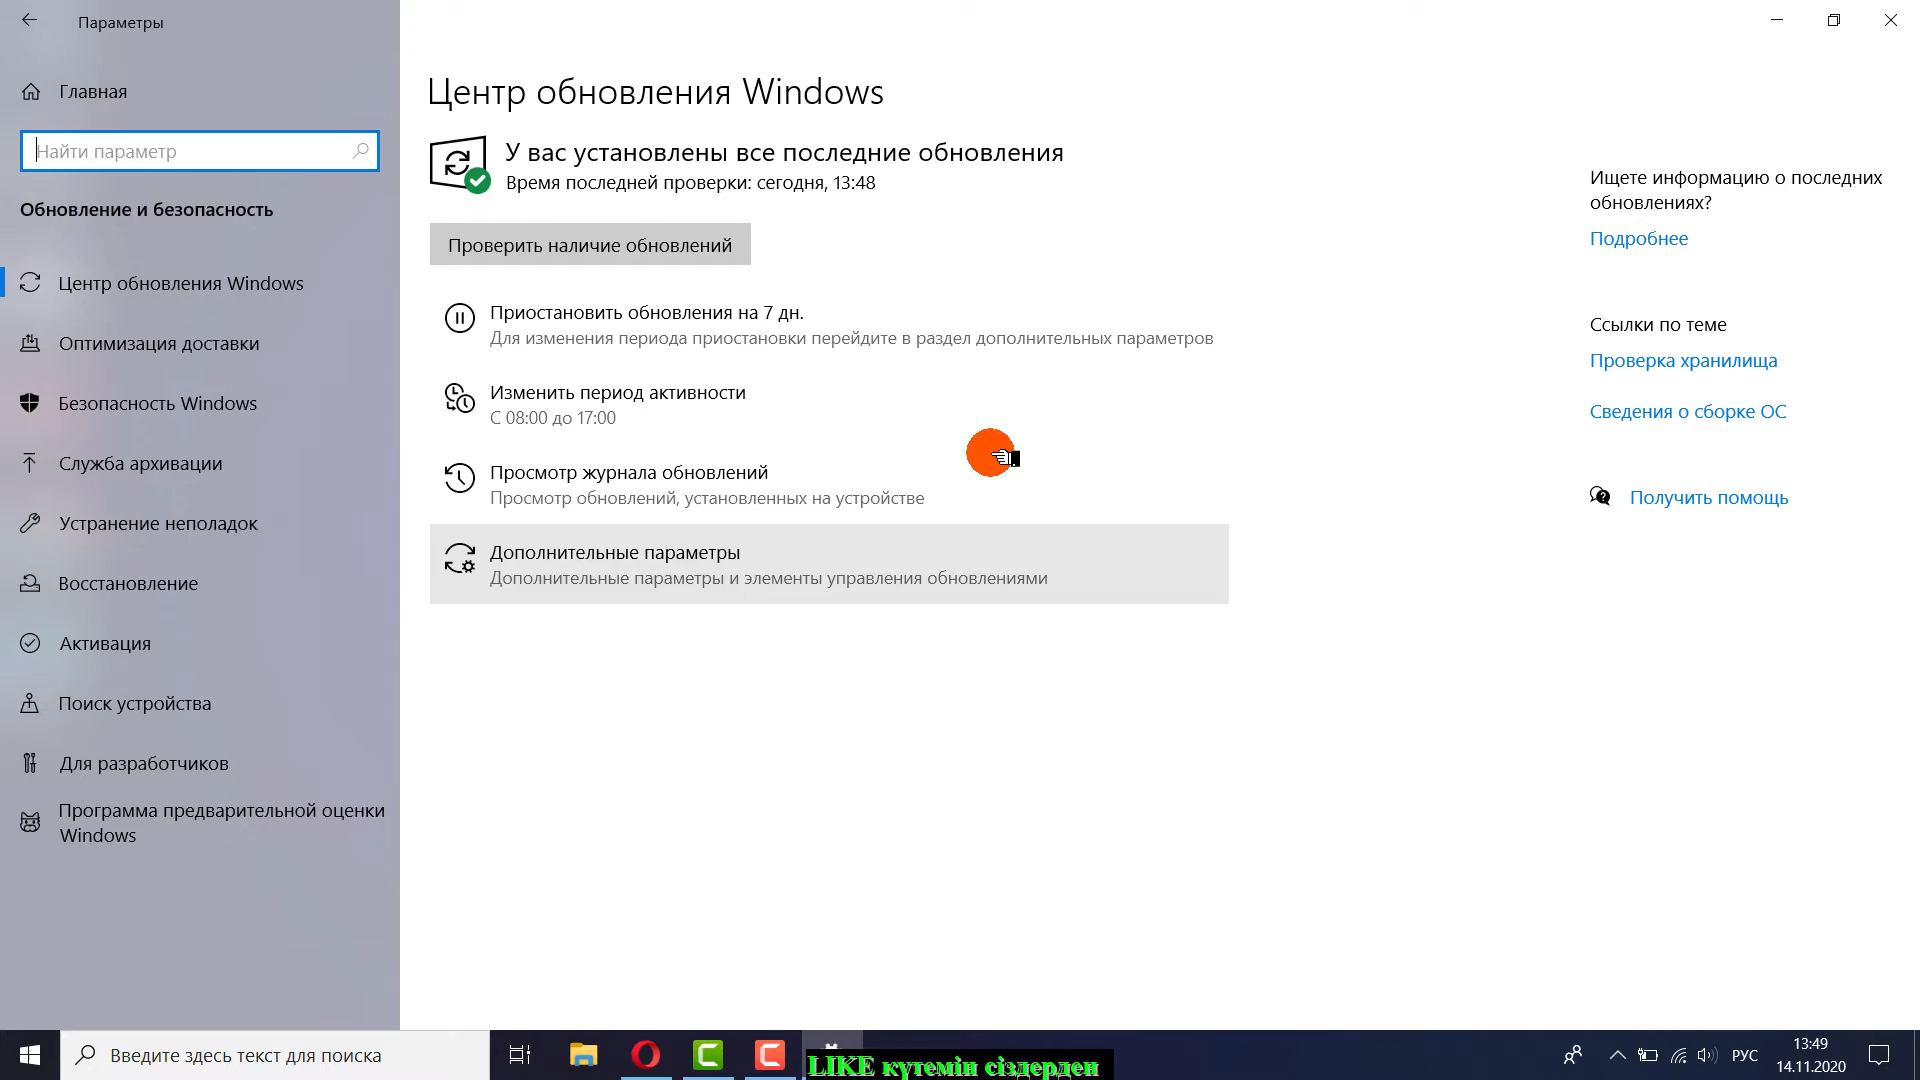 Параметры
Главная
Найти параметр
Обновление и безопасность
Центр обновления Windows
Оптимизация доставки
Безопасность Windows
Служба архивации
Устранение неполадок
Восстановление
Активация
Поиск устройства
Для разработчиков
Программа предварительной оценки
Windows
Центр обновления Windows
У вас установлены все последние обновления
Время последней проверки: сегодня, 13:48
Проверить наличие обновлений
Приостановить обновления на 7 дн.
Для изменения периода приостановки перейдите в раздел дополнительных параметров
Изменить период активности
С 08:00 до 17:00
Просмотр журнала обновлений
Просмотр обновлений, установленных на устройстве
Дополнительные параметры
Дополнительные параметры и элементы управления обновлениями
Ищете информацию о последних
обновлениях?
Подробнее
Ссылки по теме
Проверка хранилища
Сведения о сборке ОС
Получить помощь
Введите здесь текст для поиска
LIKE күтемін сіздерден
РУС
13:49
14.11.2020